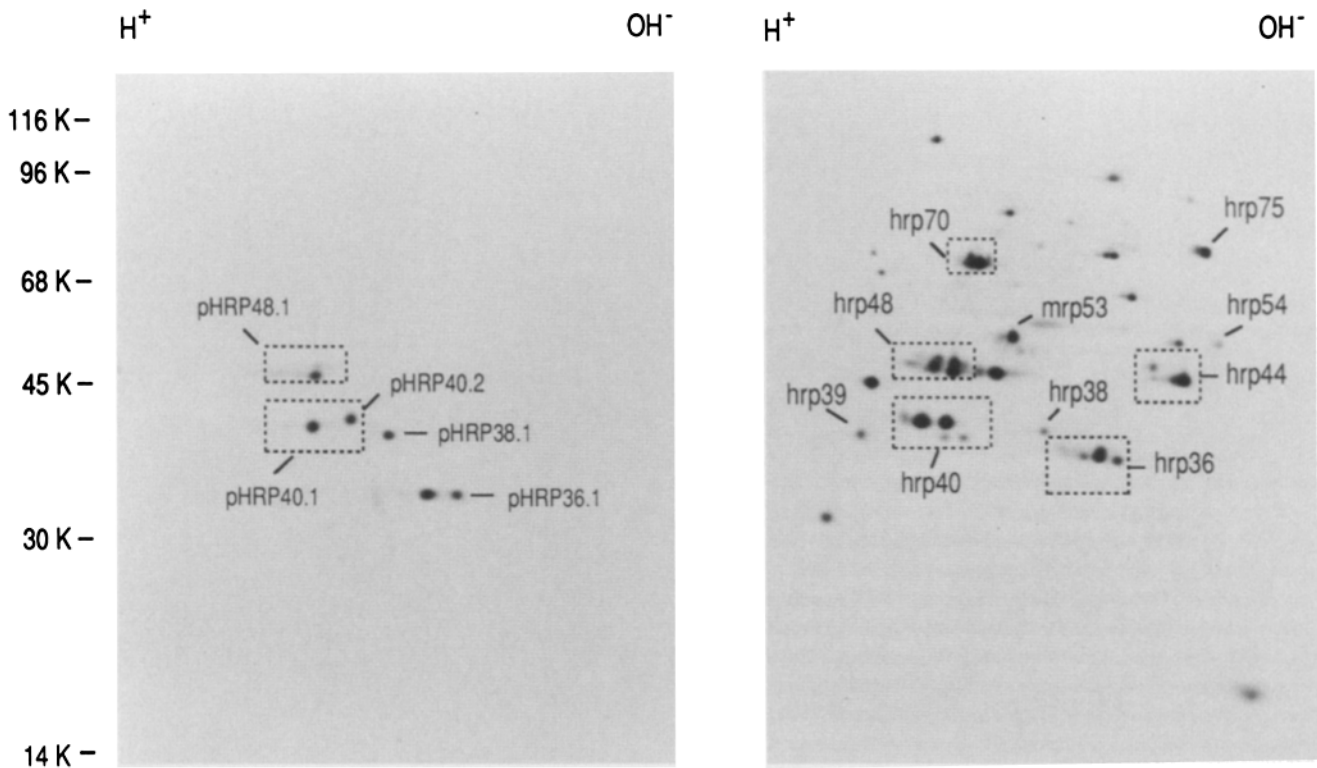 H+ OH- H+ OH-
116 K
96 K
68 K
45 K
30 K
14 K
pHRP48.1
pHRP40.2
pHRP38.1
pHRP40.1
pHRP36.1
hrp70
hrp75
hrp48
mrp53
hrp54
hrp44
hrp39
hrp38
hrp40
hrp36